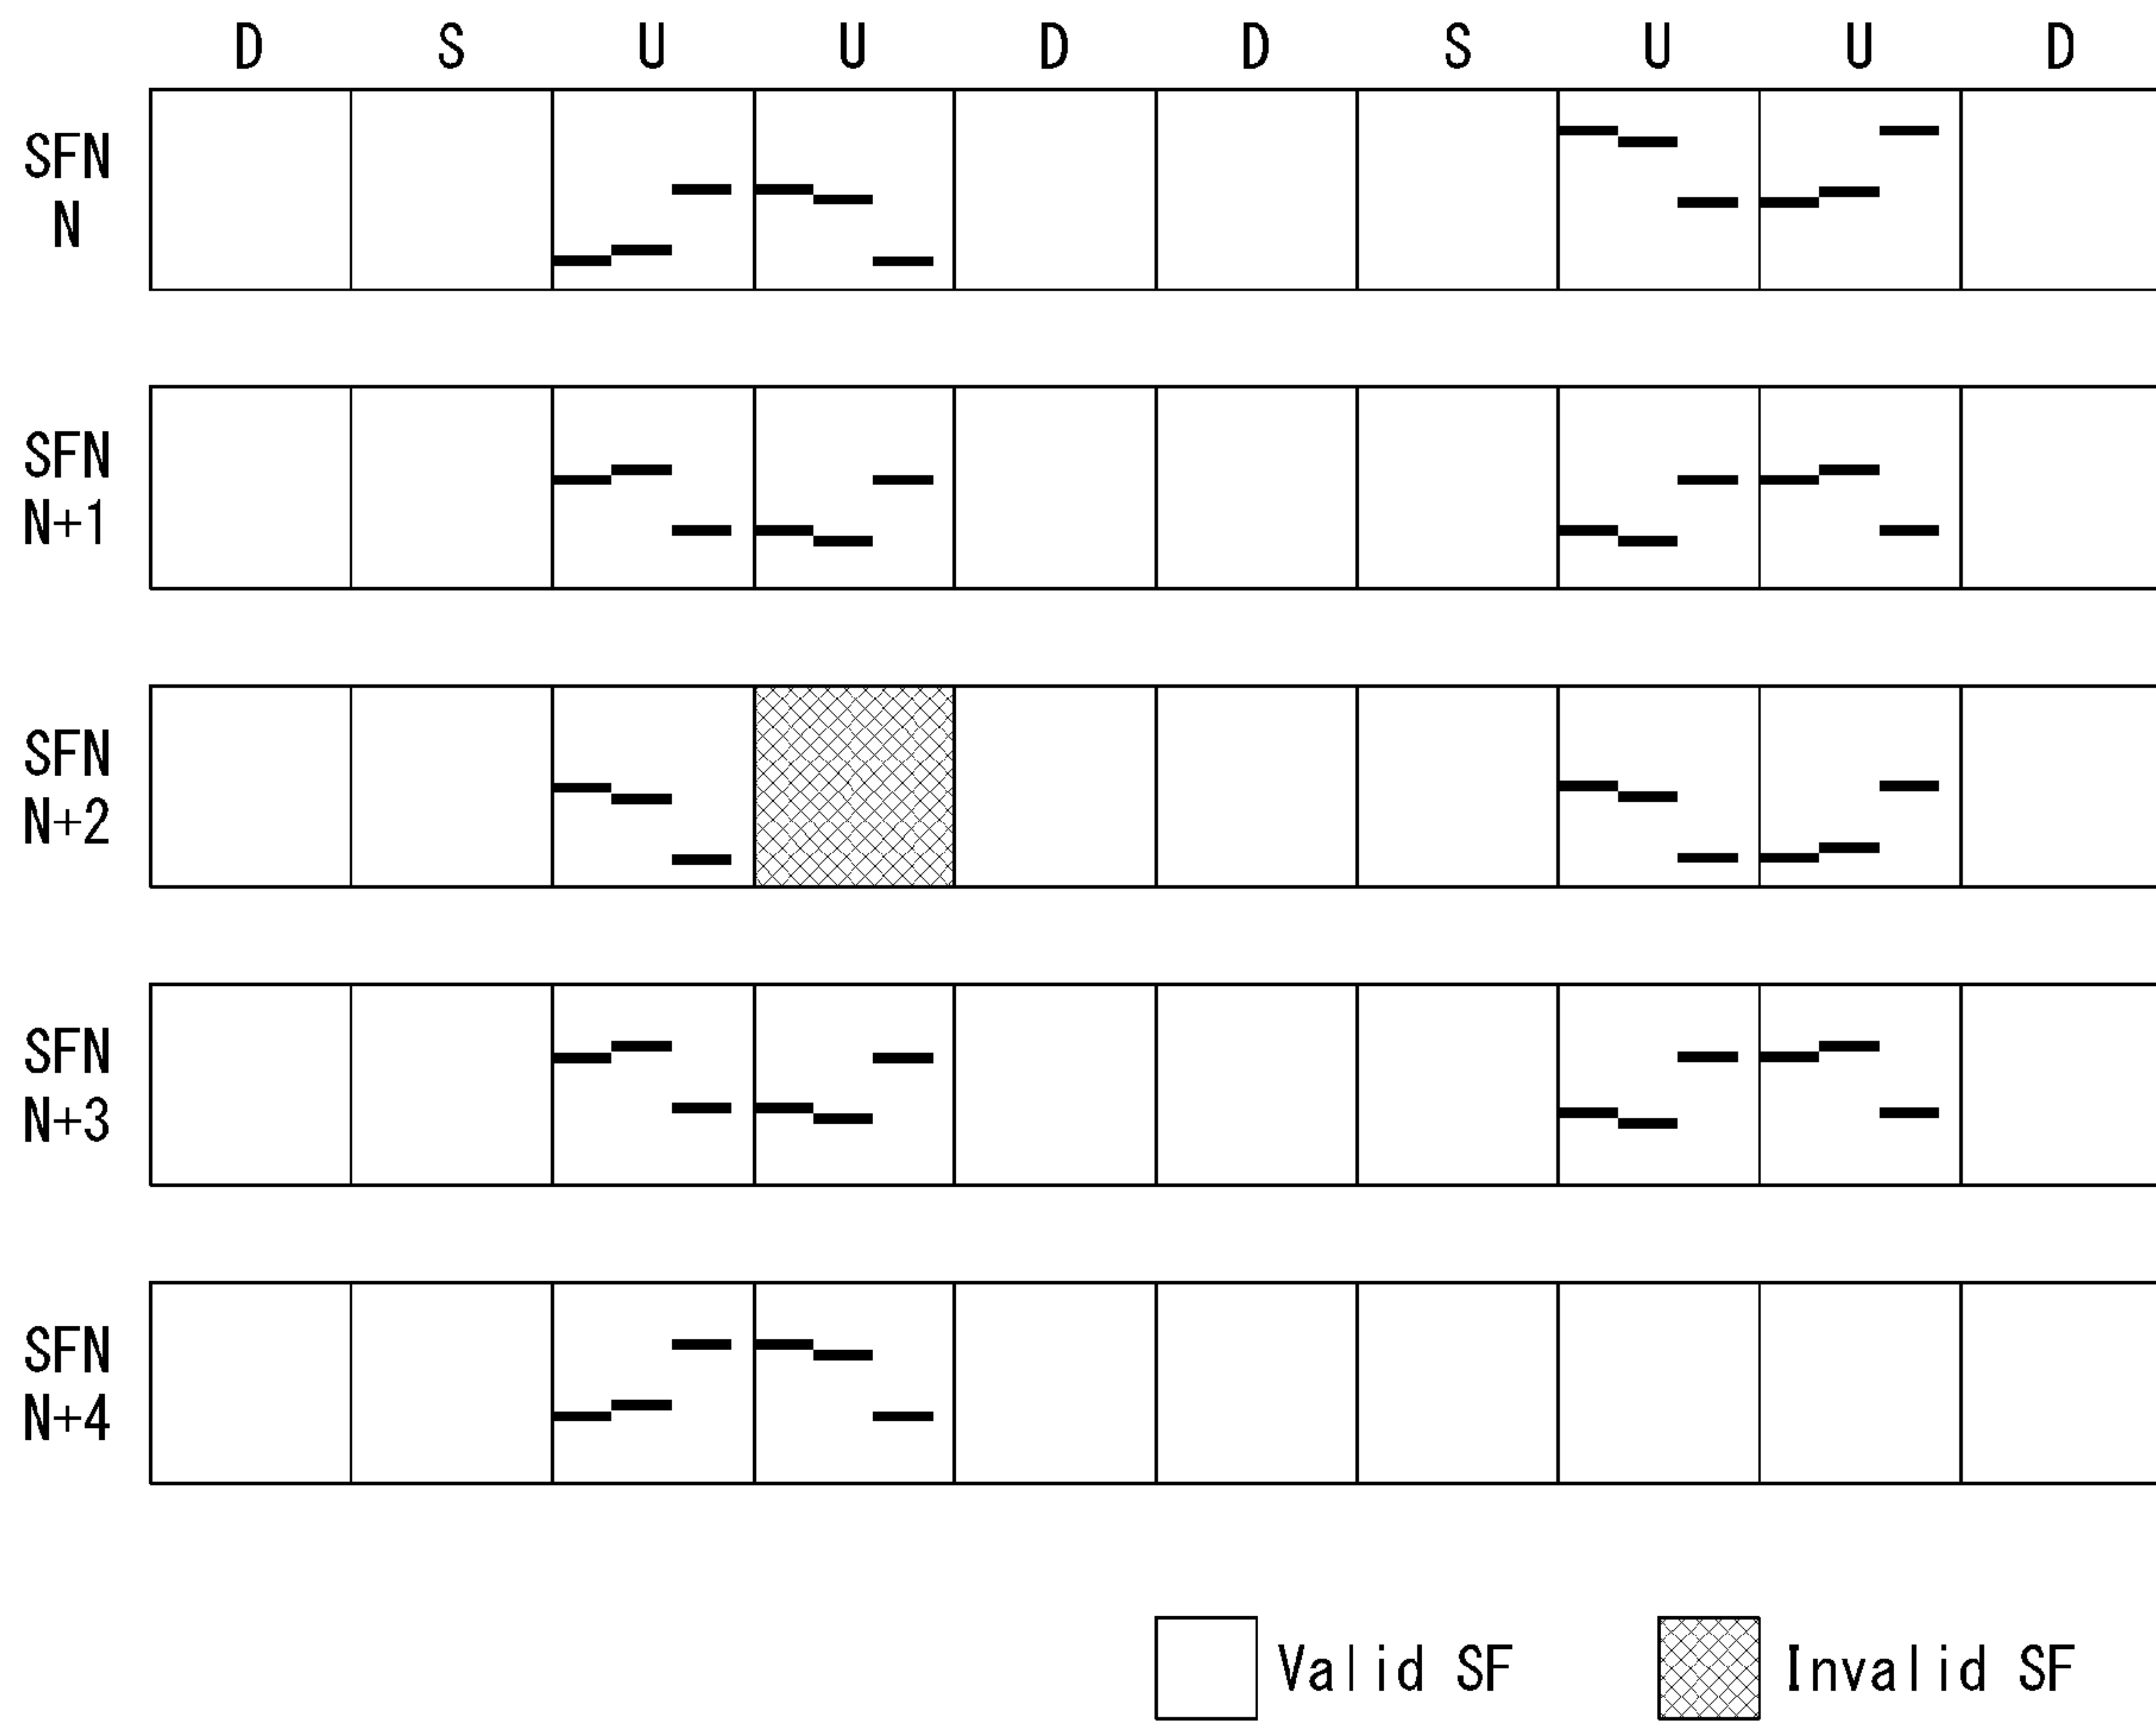 D S U U D D S U U D
SFN
N
SFN
N+1
SFN
N+2
SFN
N+3
SFN
N+4
Valid SF Invalid SF